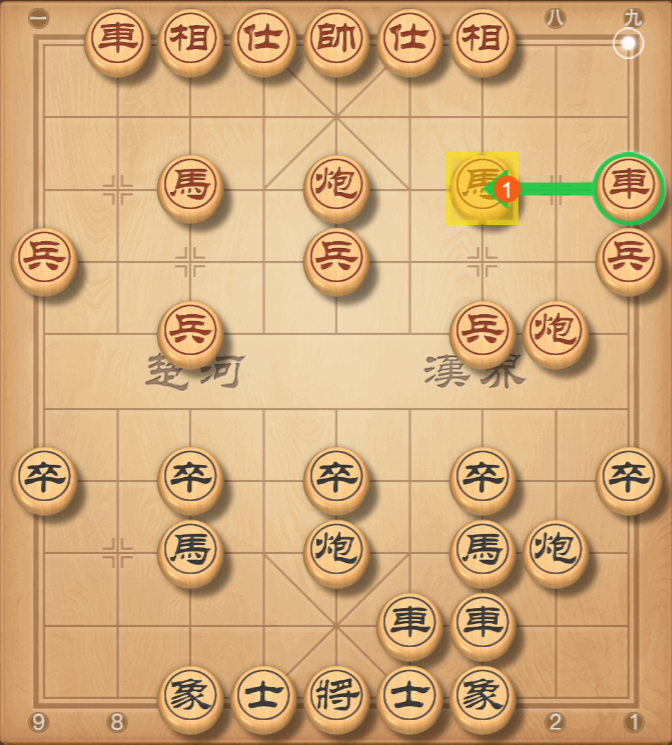 一 八 九
車 相 仕 帥 仕 相
馬 炮 馬 1 車
兵 兵 兵
兵 兵 炮
楚河 漢界
卒 卒 卒 卒 卒
馬 炮 馬 炮
車 車
象 士 將 士 象
9 8 2 1